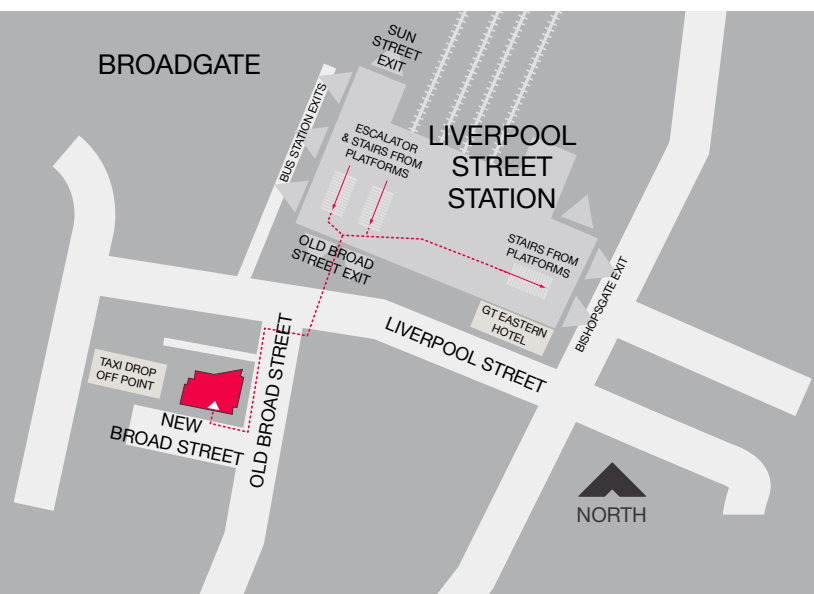 BROADGATE
SUN
STREET
EXIT
BUS STATION EXITS
ESCALATOR
& STAIRS FROM
PLATFORMS
LIVERPOOL
STREET
STATION
OLD BROAD
STREET EXIT
STAIRS FROM
PLATFORMS
BISHOPSGATE EXIT
GT EASTERN
HOTEL
LIVERPOOL STREET
TAXI DROP
OFF POINT
OLD BROAD STREET
NEW
BROAD STREET
NORTH